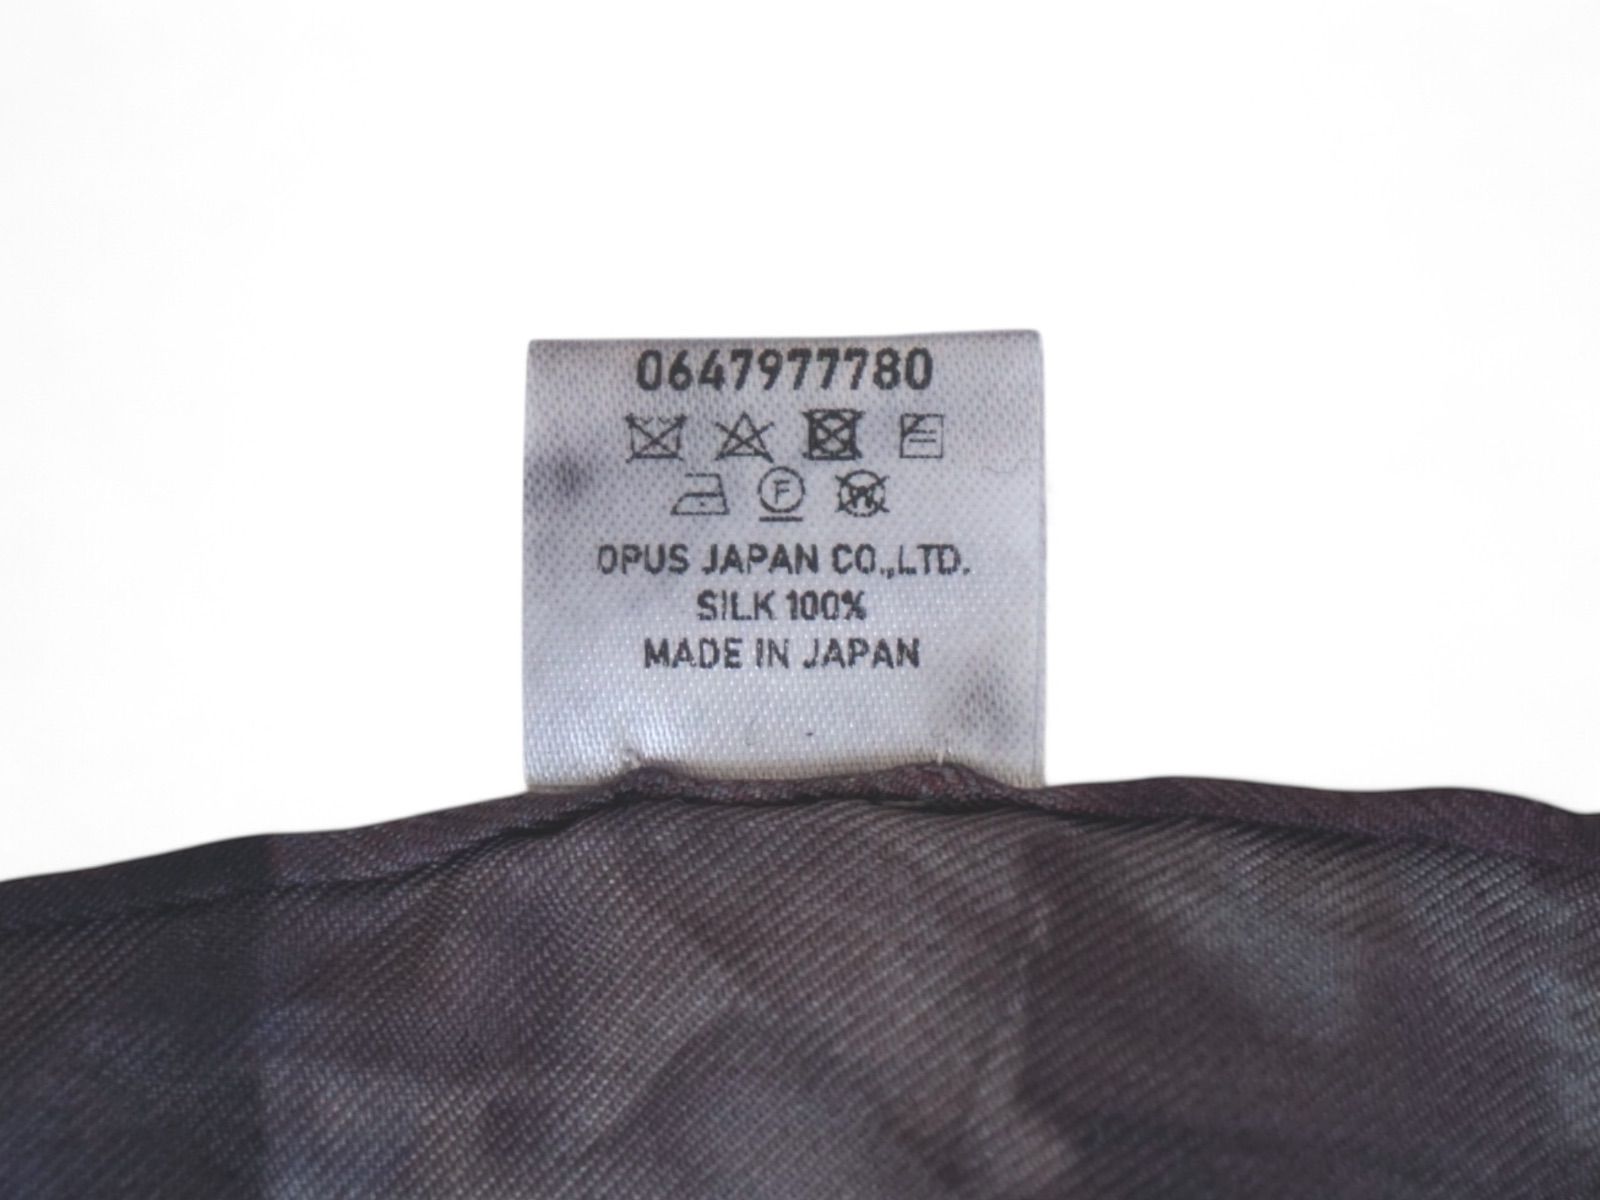 0647977780
F
W
OPUS JAPAN CO.,LTD.
SILK 100%
MADE IN JAPAN